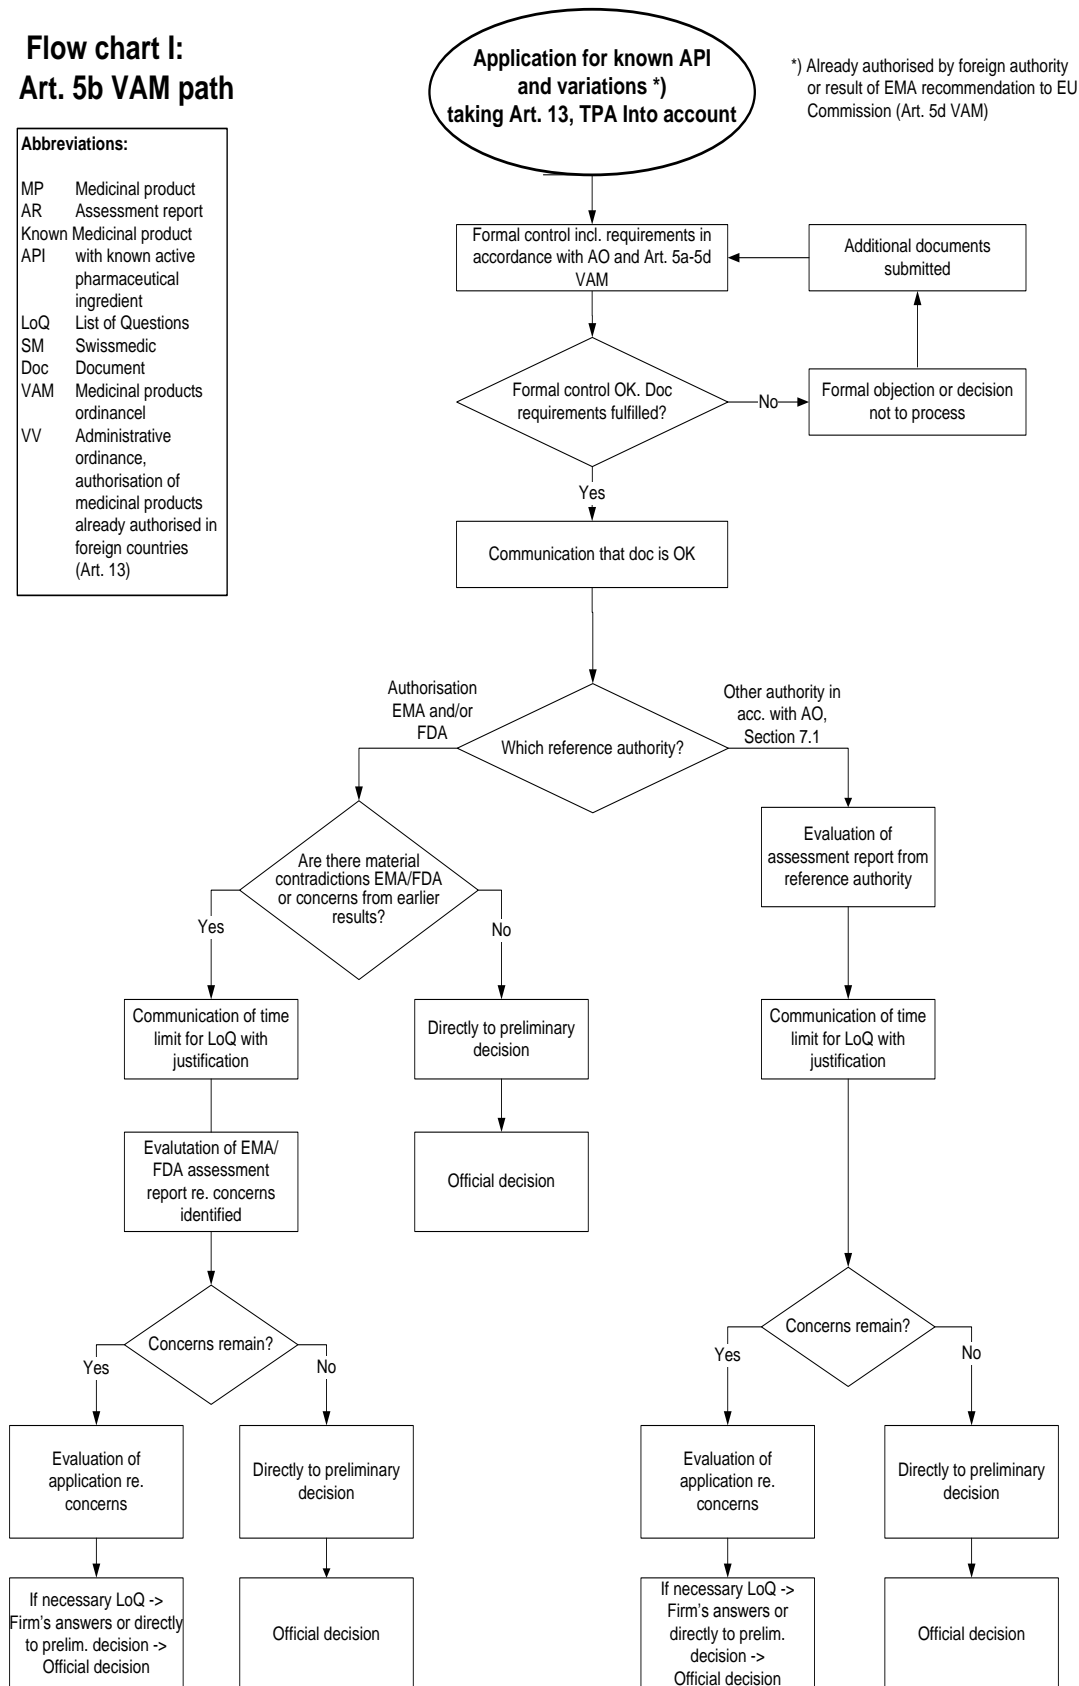 Flow chart I:
Art. 5b VAM path
Application for known API
and variations *)
taking Art. 13, TPA Into account
*) Already authorised by foreign authority
or result of EMA recommendation to EU
Commission (Art. 5d VAM)
Abbreviations:
MP Medicinal product
AR Assessment report
Known Medicinal product
API with known active
pharmaceutical
ingredient
LoQ List of Questions
SM Swissmedic
Doc Document
VAM Medicinal products
ordinancel
VV Administrative
ordinance,
authorisation of
medicinal products
already authorised in
foreign countries
(Art. 13)
Formal control incl. requirements in
accordance with AO and Art. 5a-5d
VAM
Additional documents
submitted
Formal control OK. Doc
requirements fulfilled?
No
Formal objection or decision
not to process
Yes
Communication that doc is OK
Authorisation
EMA and/or
FDA
Which reference authority?
Other authority in
acc. with AO,
Section 7.1
Are there material
contradictions EMA/FDA
or concerns from earlier
results?
Evaluation of
assessment report from
reference authority
Yes
No
Communication of time
limit for LoQ with
justification
Directly to preliminary
decision
Communication of time
limit for LoQ with
justification
Evalutation of EMA/
FDA assessment
report re. concerns
identified
Official decision
Concerns remain?
Yes
No
Concerns remain?
Yes
No
Evaluation of
application re.
concerns
Directly to preliminary
decision
Evaluation of
application re.
concerns
Directly to preliminary
decision
If necessary LoQ ->
Firm's answers or directly
to prelim. decision ->
Official decision
Official decision
If necessary LoQ ->
Firm's answers or
directly to prelim.
decision ->
Official decision
Official decision